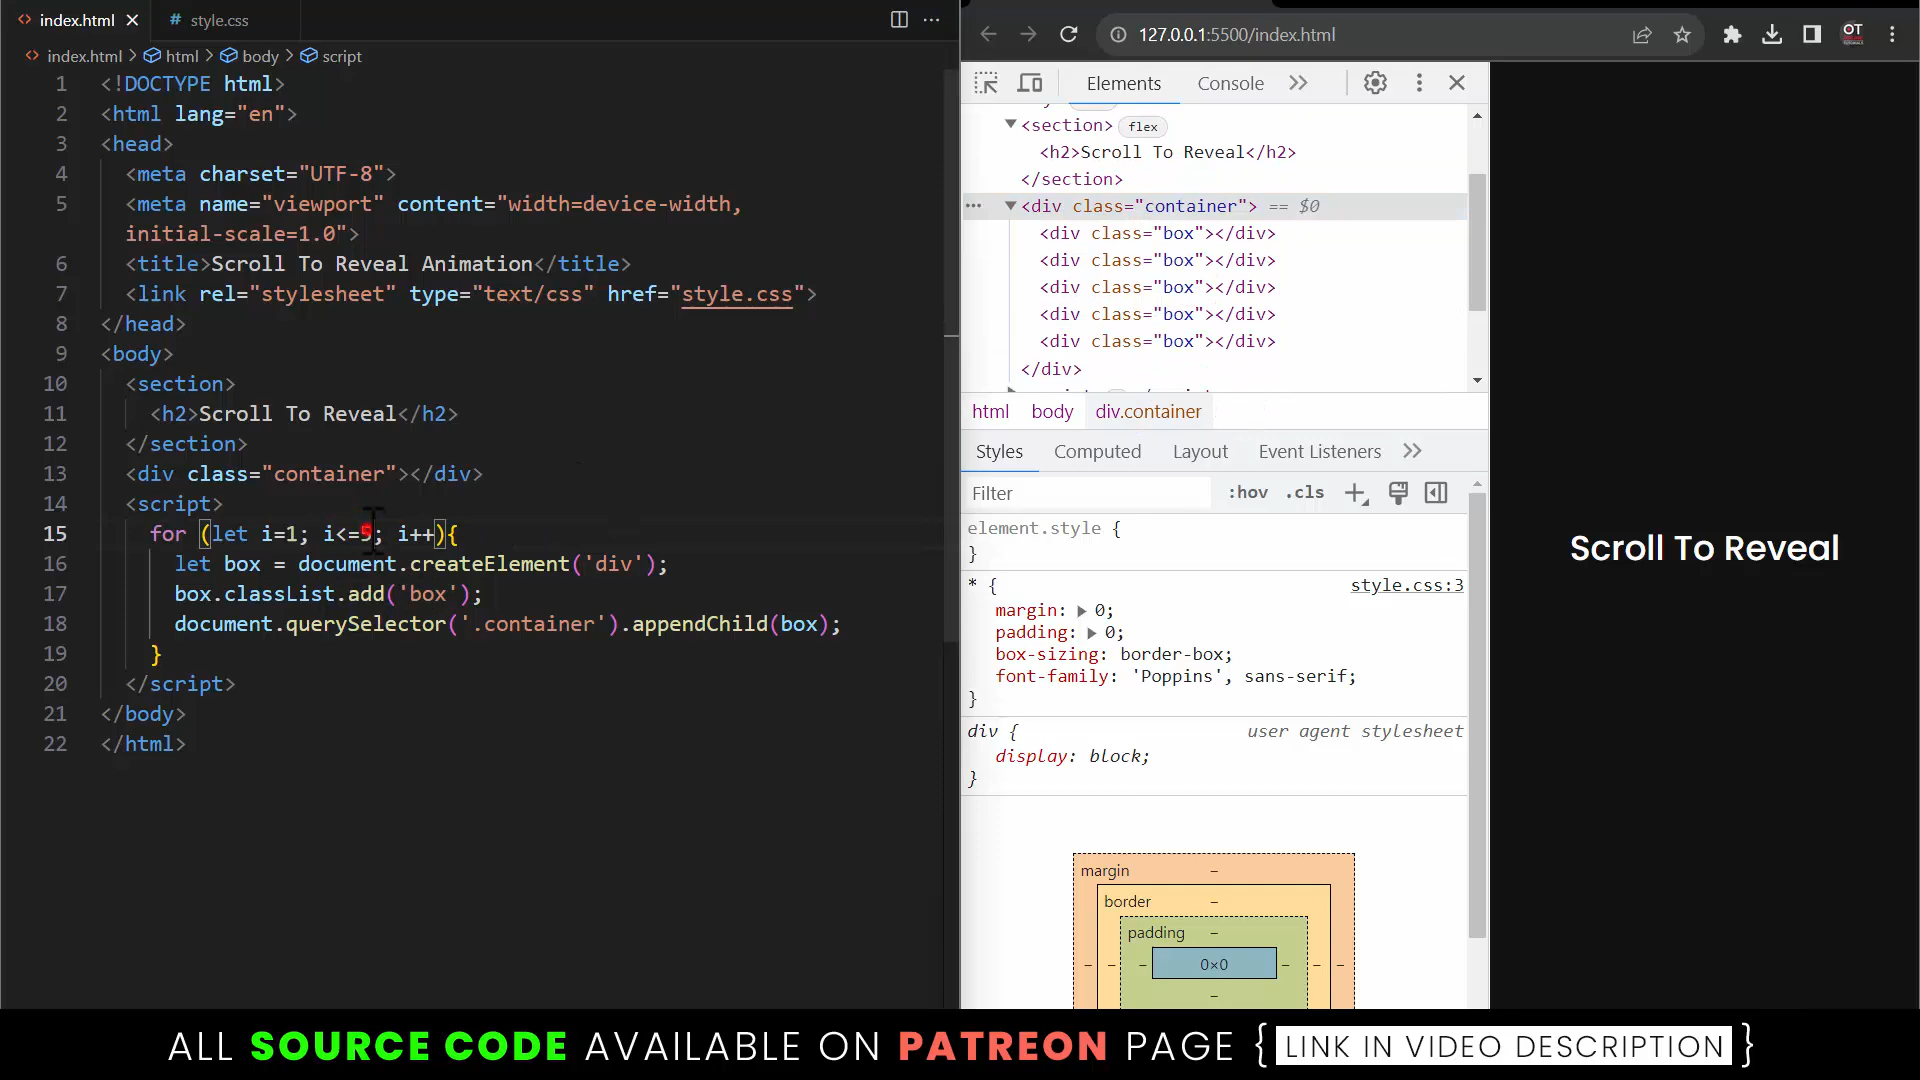 index.html
style.css
index.html > html > body > script
1 <!DOCTYPE html>
2 <html lang="en">
3 <head>
4 <meta charset="UTF-8">
5 <meta name="viewport" content="width=device-width,
initial-scale=1.0">
6 <title>Scroll To Reveal Animation</title>
7 <link rel="stylesheet" type="text/css" href="style.css">
8 </head>
9 <body>
10 <section>
11 <h2>Scroll To Reveal</h2>
12 </section>
13 <div class="container"></div>
14 <script>
15 for (let i=1; i<=5; i++){
16 let box = document.createElement('div');
17 box.classList.add('box');
18 document.querySelector('.container').appendChild(box);
19 }
20 </script>
21 </body>
22 </html>
127.0.0.1:5500/index.html
OT
Elements Console
<section> flex
<h2>Scroll To Reveal</h2>
</section>
<div class="container"> == $0
<div class="box"></div>
<div class="box"></div>
<div class="box"></div>
<div class="box"></div>
<div class="box"></div>
</div>
html body div.container
Styles Computed Layout Event Listeners
Filter :hov .cls
element.style {
}
* { style.css:3
margin: 0;
padding: 0;
box-sizing: border-box;
font-family: 'Poppins', sans-serif;
}
div { user agent stylesheet
display: block;
}
margin –
border –
padding –
– – – 0×0 – – –
–
Scroll To Reveal
ALL SOURCE CODE AVAILABLE ON PATREON PAGE { LINK IN VIDEO DESCRIPTION }